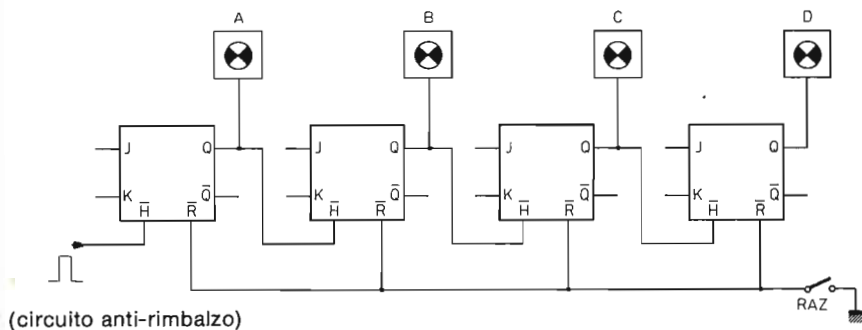 A B C D
J Q J Q J Q J Q
K Q̅ K Q̅ K Q̅ K Q̅
H̅ R̅ H̅ R̅ H̅ R̅ H̅ R̅
RAZ
(circuito anti-rimbalzo)